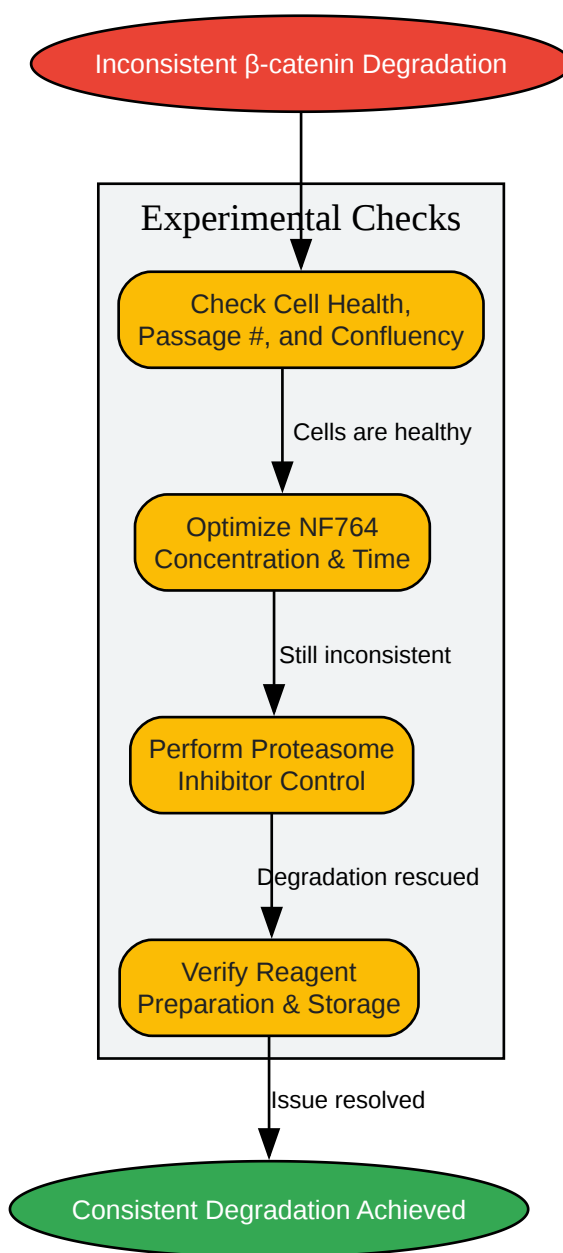 Inconsistent β-catenin Degradation
Experimental Checks
Check Cell Health,
Passage #, and Confluency
Cells are healthy
Optimize NF764
Concentration & Time
Still inconsistent
Perform Proteasome
Inhibitor Control
Degradation rescued
Verify Reagent
Preparation & Storage
Issue resolved
Consistent Degradation Achieved